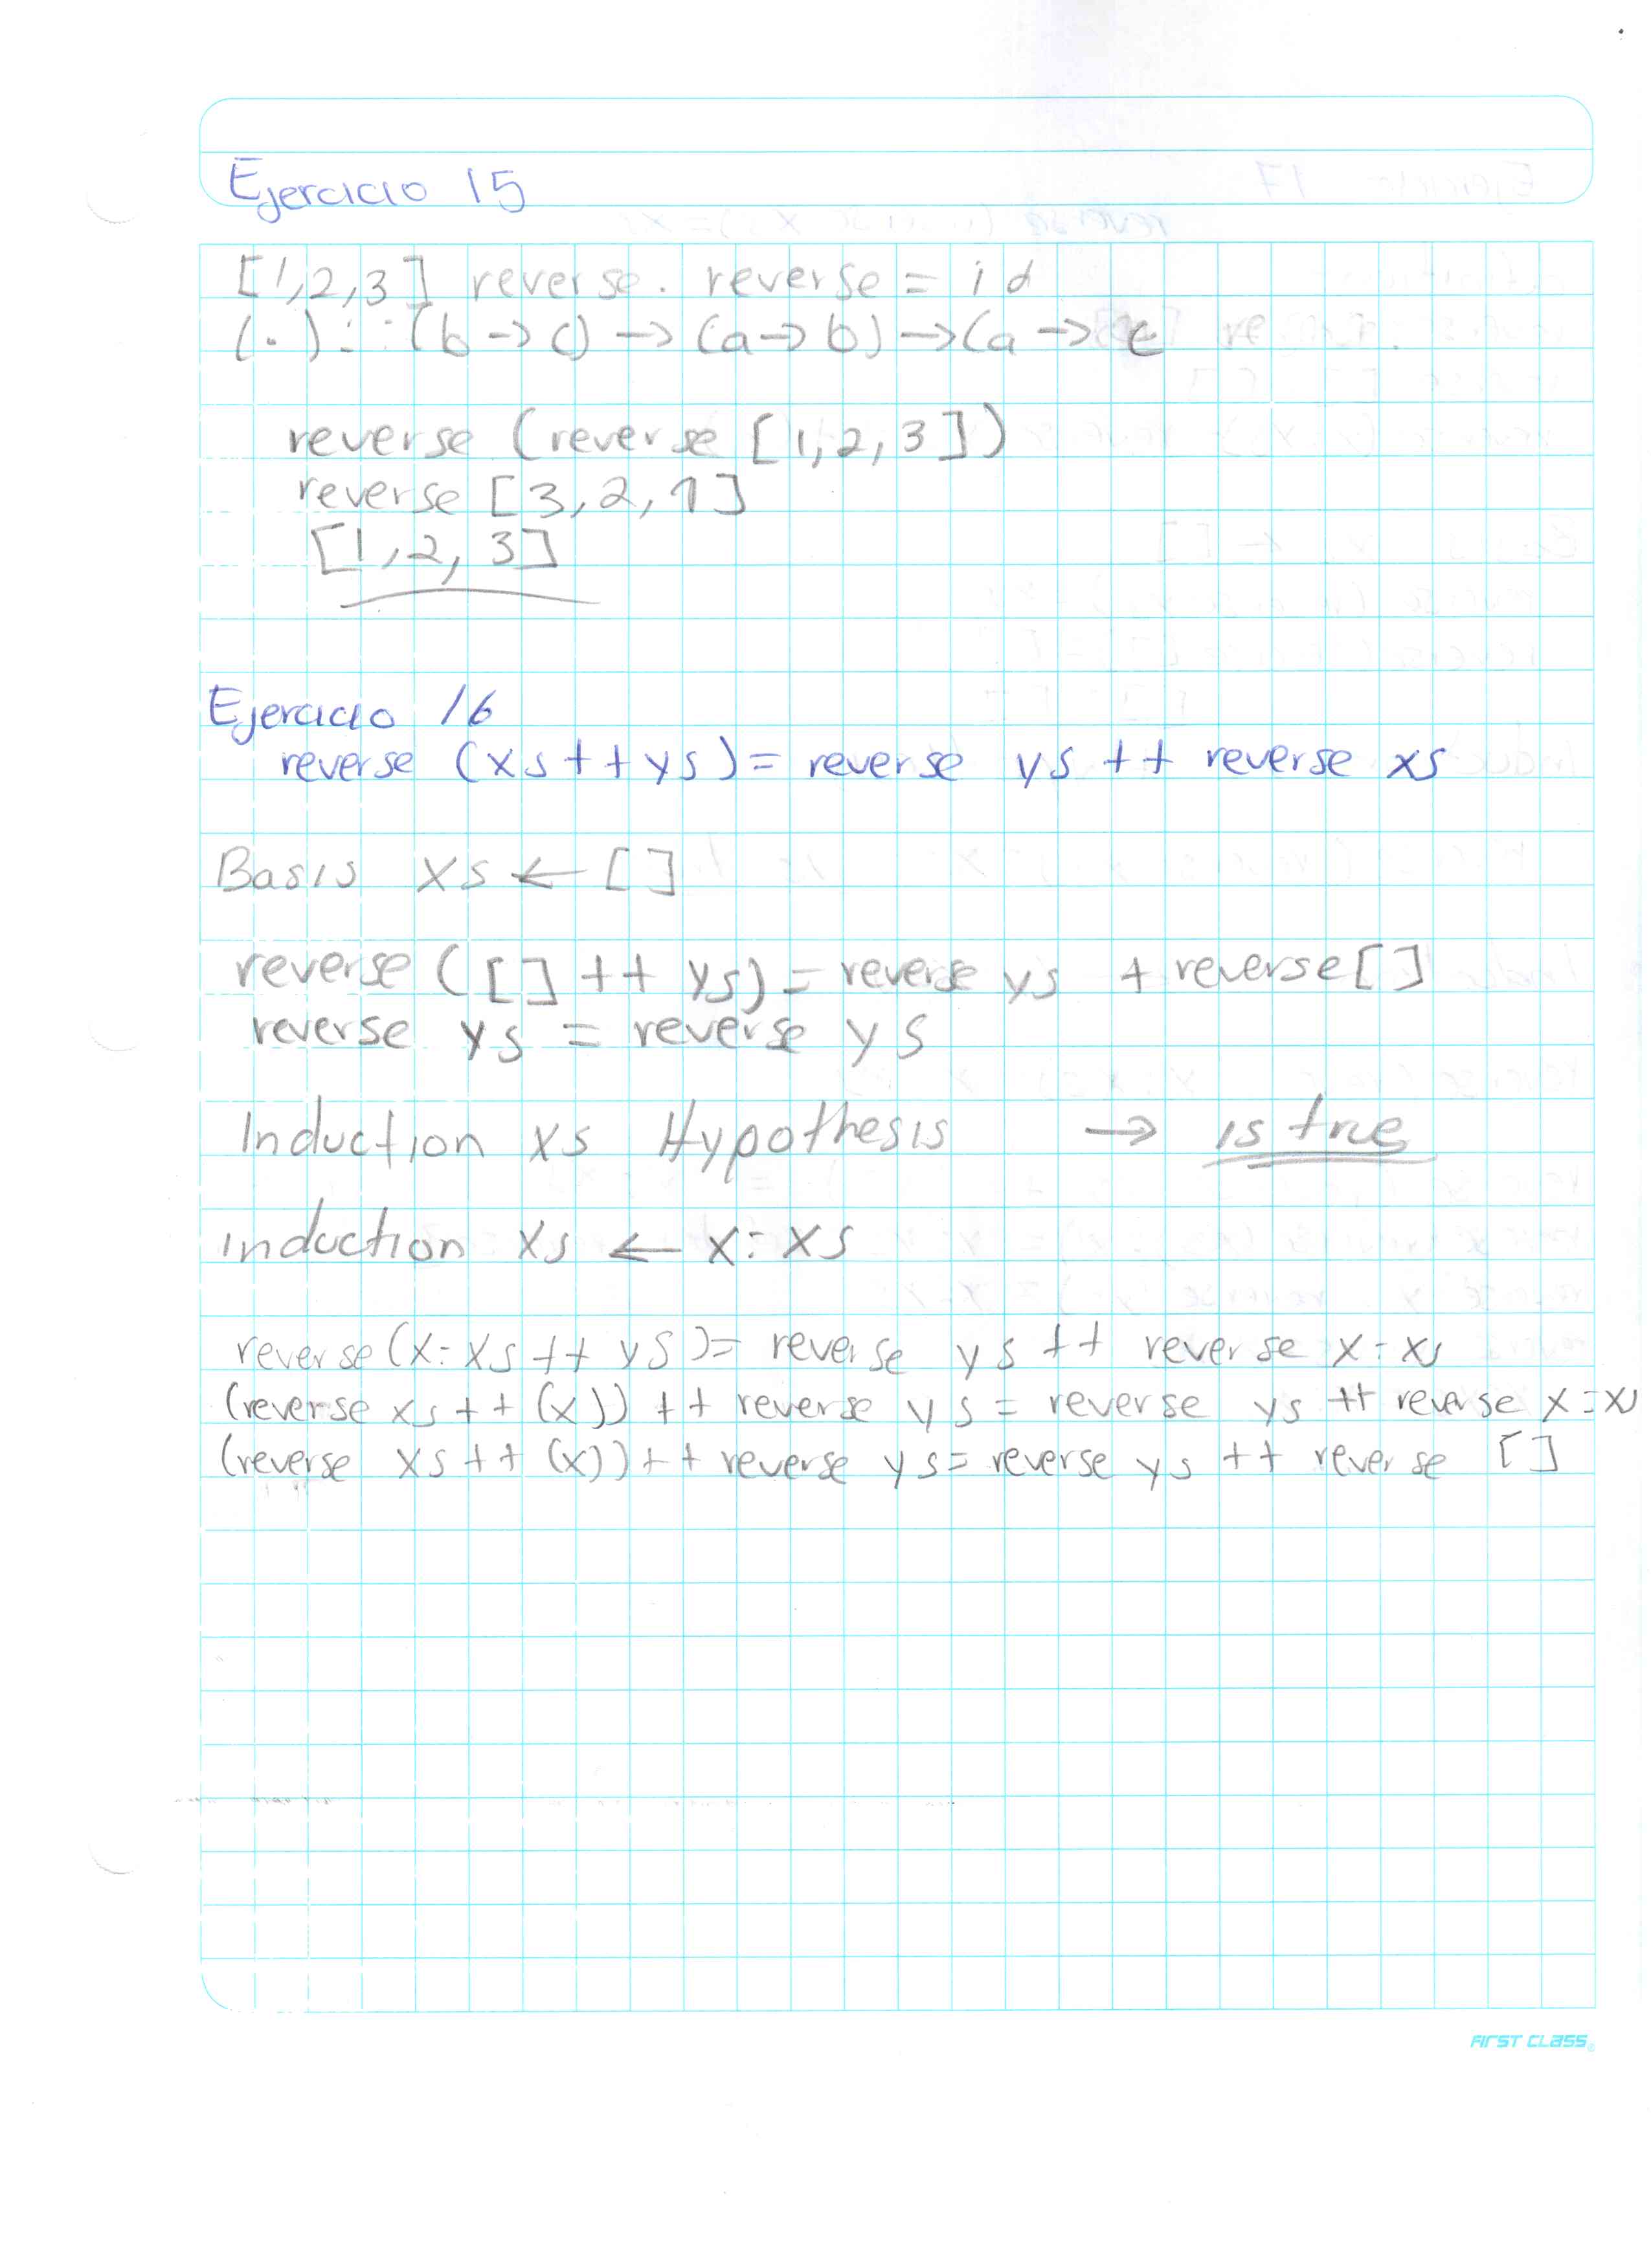 Ejercicio 15
[1,2,3] reverse . reverse = id
(.) :: (b -> c) -> (a -> b) -> (a -> c
reverse (reverse [1,2,3])
reverse [3,2,1]
[1,2,3]
Ejercicio 16
reverse (xs ++ ys) = reverse ys ++ reverse xs
Basis xs ← []
reverse ([] ++ ys) = reverse ys + reverse []
reverse ys = reverse ys
Induction xs Hypothesis → is true
induction xs ← x:xs
reverse (x:xs ++ ys) = reverse ys ++ reverse x:xs
(reverse xs ++ (x)) ++ reverse ys = reverse ys ++ reverse x:xs
(reverse xs ++ (x)) ++ reverse ys = reverse ys ++ reverse []
FIRST CLASS